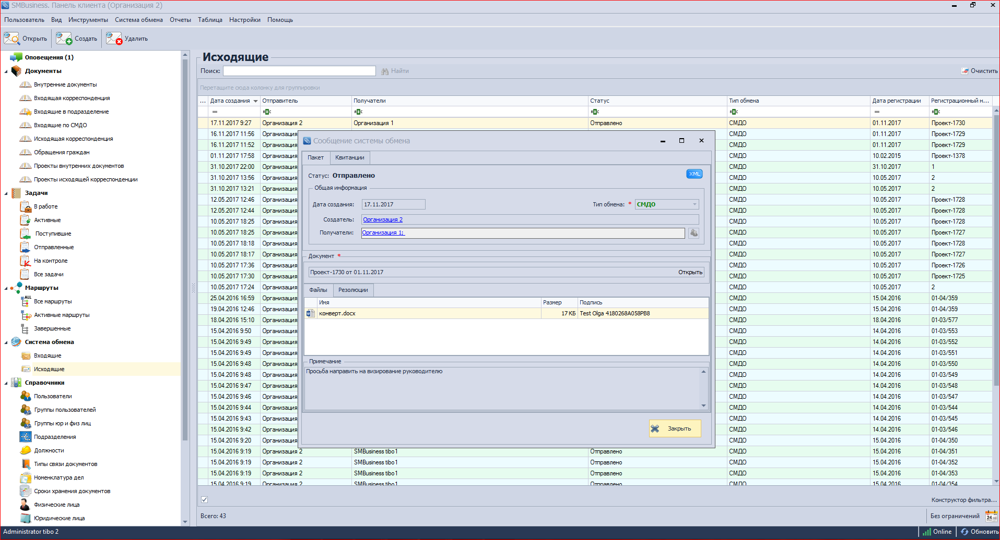 SMBusiness. Панель клиента (Организация 2)
Пользователь Вид Инструменты Система обмена Отчеты Таблица Настройки Помощь
Открыть Создать Удалить
Оповещения (1)
Документы
Внутренние документы
Входящая корреспонденция
Входящие в подразделение
Входящие по СМДО
Исходящая корреспонденция
Обращения граждан
Проекты внутренних документов
Проекты исходящей корреспонденции
Задачи
В работе
Активные
Поступившие
Отправленные
На контроле
Все задачи
Маршруты
ALL
Все маршруты
Активные маршруты
Завершенные
Система обмена
Входящие
Исходящие
Справочники
Пользователи
Группы пользователей
Группы юр и физ лиц
Подразделения
Должности
Типы связи документов
Номенклатура дел
Сроки хранения документов
Физические лица
Юридические лица
Исходящие
Поиск: Найти Очистить
Перетащите сюда колонку для группировки
... Дата создания Отправитель Получатели Статус Тип обмена Дата регистрации Регистрационный н...
= ABC ABC ABC ABC = ABC
17.11.2017 9:27 Организация 2 Организация 1 Отправлено СМДО 01.11.2017 Проект-1730
16.11.2017 11:56 Организация СМДО 01.11.2017 Проект-1729
16.11.2017 11:52 Организация СМДО 01.11.2017 Проект-1729
01.11.2017 17:58 Организация СМДО 10.02.2015 Проект-1378
31.10.2017 22:00 Организация СМДО 31.10.2017 1
31.10.2017 13:56 Организация СМДО 10.05.2017 2
31.10.2017 13:21 Организация СМДО 10.05.2017 2
12.05.2017 12:46 Организация СМДО 10.05.2017 Проект-1728
12.05.2017 12:44 Организация СМДО 10.05.2017 Проект-1728
10.05.2017 18:25 Организация СМДО 10.05.2017 Проект-1728
10.05.2017 18:25 Организация СМДО 10.05.2017 Проект-1727
10.05.2017 18:18 Организация СМДО 10.05.2017 Проект-1728
10.05.2017 18:17 Организация СМДО 10.05.2017 Проект-1727
10.05.2017 17:36 Организация СМДО 10.05.2017 Проект-1726
10.05.2017 17:30 Организация СМДО 10.05.2017 Проект-1725
10.05.2017 17:24 Организация СМДО 10.05.2017 2
25.04.2016 16:59 Организация СМДО 15.04.2016 01-04/359
19.04.2016 12:46 Организация СМДО 15.04.2016 01-04/359
18.04.2016 15:10 Организация СМДО 18.04.2016 01-03/577
15.04.2016 9:50 Организация СМДО 14.04.2016 01-03/553
15.04.2016 9:49 Организация СМДО 14.04.2016 01-03/552
15.04.2016 9:49 Организация СМДО 14.04.2016 01-03/551
15.04.2016 9:48 Организация СМДО 14.04.2016 01-03/550
15.04.2016 9:48 Организация СМДО 14.04.2016 01-03/549
15.04.2016 9:47 Организация СМДО 14.04.2016 01-03/548
15.04.2016 9:46 Организация СМДО 14.04.2016 01-03/547
15.04.2016 9:44 Организация СМДО 14.04.2016 01-03/544
15.04.2016 9:43 Организация СМДО 14.04.2016 01-03/545
15.04.2016 9:42 Организация СМДО 14.04.2016 01-03/546
15.04.2016 9:20 Организация СМДО 15.04.2016 01-04/350
15.04.2016 9:19 Организация 2 SMBusiness tibo1 Отправлено СМДО 15.04.2016 01-04/351
15.04.2016 9:19 Организация 2 SMBusiness tibo1 Отправлено СМДО 15.04.2016 01-04/352
15.04.2016 9:19 Организация 2 SMBusiness tibo1 Отправлено СМДО 15.04.2016 01-04/353
15.04.2016 9:19 Организация 2 SMBusiness tibo1 Отправлено СМДО 15.04.2016 01-04/354
Сообщение системы обмена
Пакет Квитанции
Статус: Отправлено XML
Общая информация
Дата создания: 17.11.2017 Тип обмена: * СМДО
Создатель: Организация 2
Получатели: Организация 1;
Документ *
Проект-1730 от 01.11.2017 Открыть
Файлы Резолюции
Имя Размер Подпись
конверт.docx 17 КБ Test Olga 4180268A058PB8
Примечание
Просьба направить на визирование руководителю
Закрыть
Конструктор фильтра...
Всего: 43 Без ограничений 24
Administrator tibo 2 Online Обновить